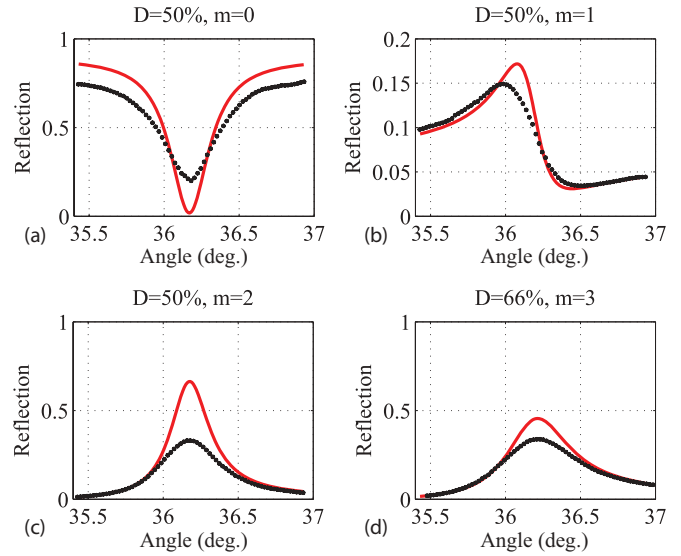 D=50%, m=0
1
0.5
0
Reflection
35.5 36 36.5 37
(a)
Angle (deg.)
D=50%, m=1
0.2
0.15
0.1
0.05
0
Reflection
35.5 36 36.5 37
(b)
Angle (deg.)
D=50%, m=2
1
0.5
0
Reflection
35.5 36 36.5 37
(c)
Angle (deg.)
D=66%, m=3
1
0.5
0
Reflection
35.5 36 36.5 37
(d)
Angle (deg.)